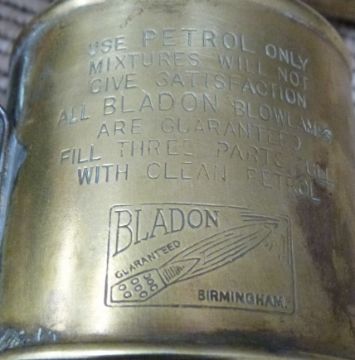 USE PETROL ONLY
MIXTURES WILL NOT
GIVE SATISFACTION
ALL BLADON BLOWLAMPS
ARE GUARANTEED
FILL THREE PARTS FULL
WITH CLEAN PETROL
BLADON
GUARANTEED
BIRMINGHAM